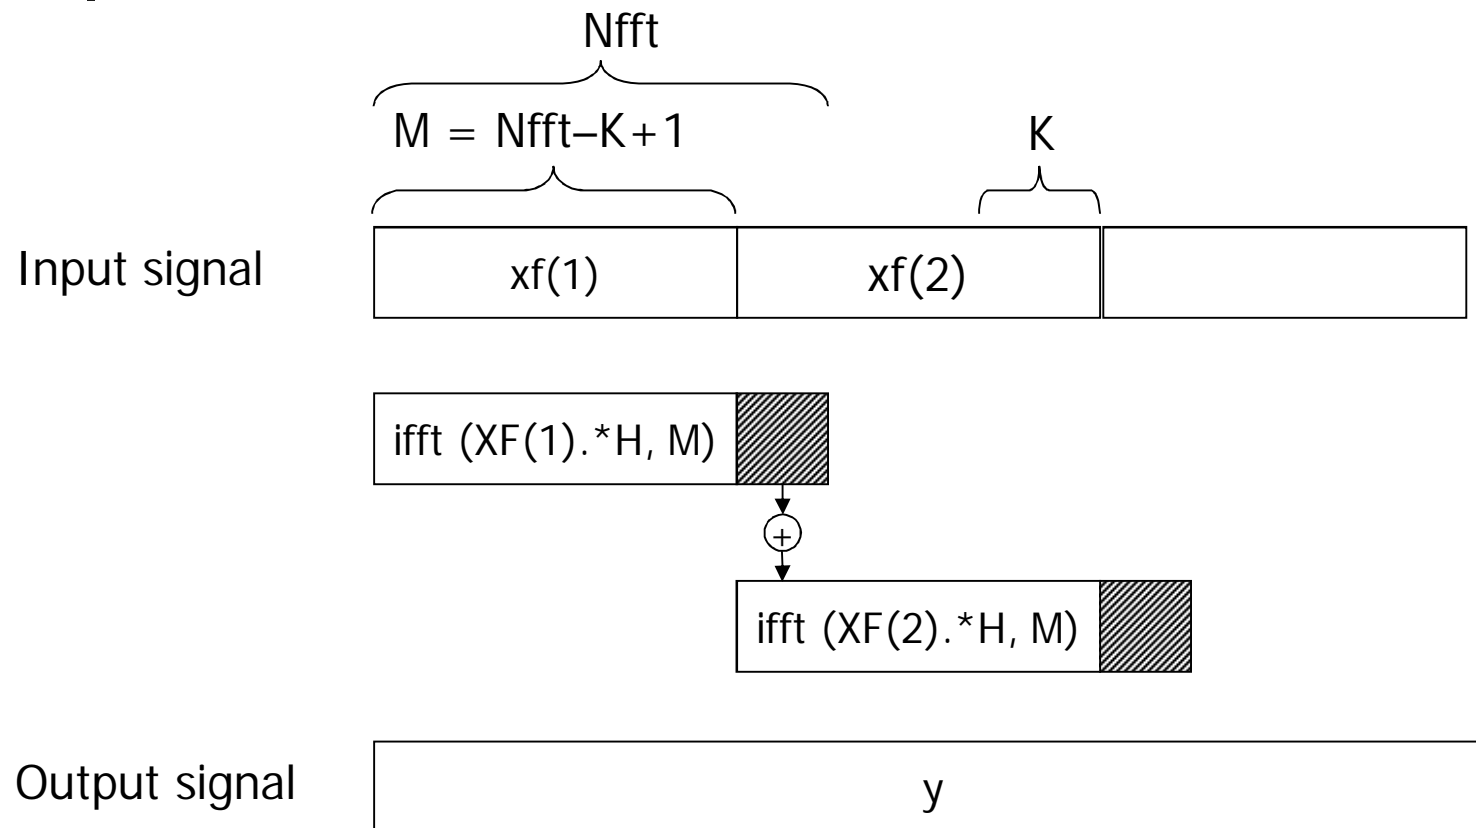 Nfft
M = Nfft–K+1
K
Input signal
xf(1)
xf(2)
ifft (XF(1).*H, M)
+
ifft (XF(2).*H, M)
Output signal
y